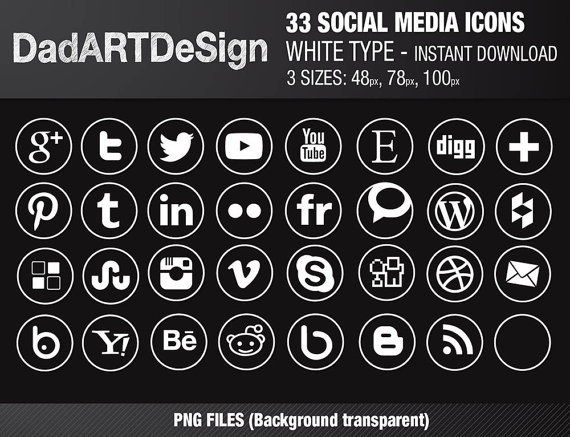 DadARTDeSign
33 SOCIAL MEDIA ICONS
WHITE TYPE - INSTANT DOWNLOAD
3 SIZES: 48px, 78px, 100px
g+ t You Tube E digg
p t in fr W
v S
b Y! Bē b B
PNG FILES (Background transparent)